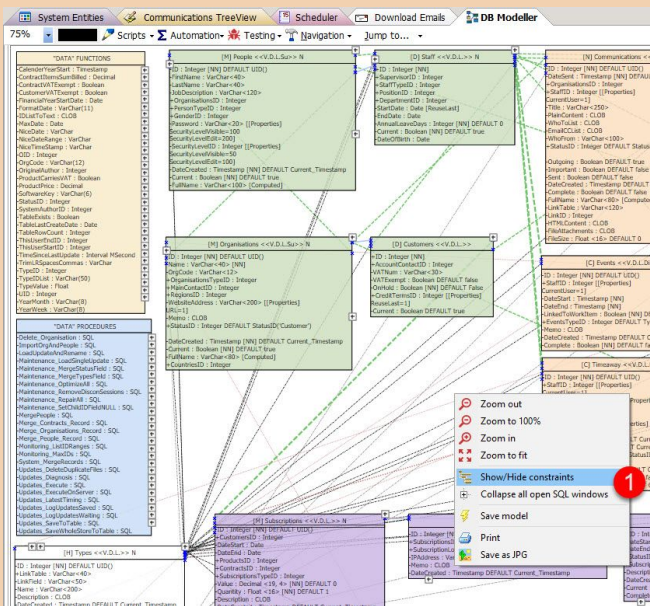 System Entities
Communications TreeView
Scheduler
Download Emails
DB Modeller
75%
Scripts
Automation
Testing
Navigation
Jump to...
"DATA" FUNCTIONS
-CalenderYearStart : Timestamp
-ContractItemsSumBilled : Decimal
-ContractVATExempt : Boolean
-CustomerVATExempt : Boolean
-FinancialYearStartDate : Date
-FormatDate : VarChar(11)
-IDListToText : CLOB
-MaxDate : Date
-NiceDate : VarChar
-NiceDateRange : VarChar
-NiceTimeStamp : VarChar
-OID : Integer
-OrgCode : VarChar(12)
-OriginalAuthor : Integer
-ProductCarriesVAT : Boolean
-ProductPrice : Decimal
-SoftwareKey : VarChar(6)
-StatusID : Integer
-SystemAuthorID : Integer
-TableExists : Boolean
-TableLastCreateDate : Date
-TableRowCount : Integer
-ThisUserEndID : Integer
-ThisUserStartID : Integer
-TimeSinceLastUpdate : Interval MSecond
-TrimLRSpacesCommas : VarChar
-TypeID : Integer
-TypeIDList : VarChar(50)
-TypeValue : Float
-UID : Integer
-YearMonth : VarChar(8)
-YearWeek : VarChar(8)
"DATA" PROCEDURES
-Delete_Organisation : SQL
-ImportOrgAndPeople : SQL
-LoadUpdateAndRename : SQL
-Maintenance_LoadSingleUpdate : SQL
-Maintenance_MergeStatusField : SQL
-Maintenance_MergeTypesField : SQL
-Maintenance_OptimizeAll : SQL
-Maintenance_RemoveDisconSessions : SQL
-Maintenance_RepairAll : SQL
-Maintenance_SetChildIDFieldNULL : SQL
-MergePeople : SQL
-Merge_Contracts_Record : SQL
-Merge_Organisations_Record : SQL
-Merge_People_Record : SQL
-Monitoring_ListIDRanges : SQL
-Monitoring_MaxIDs : SQL
-System_MergeRecords : SQL
-Updates_DeleteDuplicateFiles : SQL
-Updates_Diagnosis : SQL
-Updates_Execute : SQL
-Updates_ExecuteOnServer : SQL
-Updates_LatestTiming : SQL
-Updates_LogUpdatesSaved : SQL
-Updates_LogUpdatesWaiting : SQL
-Updates_SaveToTable : SQL
-Updates_SaveWholeStoreToTable : SQL
[H] Types <<V.D.L.>> N
-ID : Integer [NN] DEFAULT UID()
+LinkTable : VarChar<40>
-LinkField : VarChar<50>
-Name : VarChar<200>
-Description : CLOB
-DateCreated : Timestamp DEFAULT Current_Timestamp
[M] People <<V.D.L.Su>> N
-ID : Integer [NN] DEFAULT UID()
-FirstName : VarChar<40>
-LastName : VarChar<40>
-JobDescription : VarChar<120>
+OrganisationsID : Integer
+PersonTypeID : Integer
+GenderID : Integer
-Password : VarChar<20> [[Properties]
SecurityLevelVisible=100
SecurityLevelEdit=200]
-SecurityLevelID : Integer [[Properties]
SecurityLevelVisible=50
SecurityLevelEdit=100]
-DateCreated : Timestamp DEFAULT Current_Timestamp
-Current : Boolean [NN] DEFAULT true
-FullName : VarChar<100> [Computed]
[M] Organisations <<V.D.L.Su>> N
-ID : Integer [NN] DEFAULT UID()
-Name : VarChar<40> [NN]
-OrgCode : VarChar<12>
+OrganisationsTypeID : Integer
+MainContactID : Integer
+RegionsID : Integer
-WebsiteAddress : VarChar<200> [[Properties]
URL=1]
-Memo : CLOB
+StatusID : Integer DEFAULT StatusID('Customer')
-DateCreated : Timestamp DEFAULT Current_Timestamp
-Current : Boolean [NN] DEFAULT true
-FullName : VarChar<80> [Computed]
+CountriesID : Integer
[M] Subscriptions <<V.D.L.>> N
-ID : Integer [NN] DEFAULT UID()
+CustomersID : Integer
-DateStart : Date
-DateEnd : Date
+ProductsID : Integer
+ContractsID : Integer
+SubscriptionsTypeID : Integer
-Value : Decimal <19, 4> [NN] DEFAULT 0
-Quantity : Float <16> [NN] DEFAULT 1
-Description : CLOB
[D] Staff <<V.D.L.>> N
+ID : Integer [NN]
+SupervisorID : Integer
+StaffTypeID : Integer
+PositionID : Integer
+DepartmentID : Integer
-StartDate : Date [ReuseLast]
-EndDate : Date
-AnnualLeaveDays : Integer [NN] DEFAULT 0
-Current : Boolean [NN] DEFAULT true
-DateOfBirth : Date
[D] Customers <<V.D.L.>>
+ID : Integer [NN]
+AccountContactID : Integer
-VATNum : VarChar<30>
-VATExempt : Boolean DEFAULT false
-OnHold : Boolean [NN] DEFAULT false
+CreditTermsID : Integer [[Properties]
ReuseLast=1]
-Current : Boolean DEFAULT true
[N] Communications <<
-ID : Integer [NN] DEFAULT UID()
-DateSent : Timestamp [NN] DEFAU
+OrganisationsID : Integer
+StaffID : Integer [[Properties]
CurrentUser=1]
-Title : VarChar<250>
-PlainContent : CLOB
-WhoToList : CLOB
-EmailCCList : CLOB
-WhoFrom : VarChar<100>
+StatusID : Integer DEFAULT Status
-Outgoing : Boolean DEFAULT true
-Important : Boolean DEFAULT false
-Sent : Boolean DEFAULT false
-DateCreated : Timestamp DEFAULT
-Complete : Boolean DEFAULT false
-FullName : VarChar<80> [Compute
-LinkTable : VarChar<120>
-LinkID : Integer
-HTMLContent : CLOB
-FileAttachments : CLOB
-FileSize : Float <16> DEFAULT 0
[C] Events <<V.D.L.Di
-ID : Integer [NN] DEFAULT UID()
+StaffID : Integer [[Properties]
CurrentUser=1]
-DateStart : Timestamp [NN]
-DateEnd : Timestamp [NN]
-LinkedToWorkItem : Boolean [NN] D
+EventsTypeID : Integer DEFAULT Ty
-Memo : CLOB
-DateCreated : Timestamp DEFAULT C
-Complete : Boolean [NN] DEFAULT fa
[C] Timeaway <<V.D.L.
-ID : Integer [NN] DEFAULT UID()
+StaffID : Integer [[Properties]
Zoom out
Zoom to 100%
Zoom in
Zoom to fit
Show/Hide constraints
1
Collapse all open SQL windows
Save model
Print
Save as JPG
-Memo : CLOB
-DateCreated : Timestamp DEFAULT Current_Timestamp